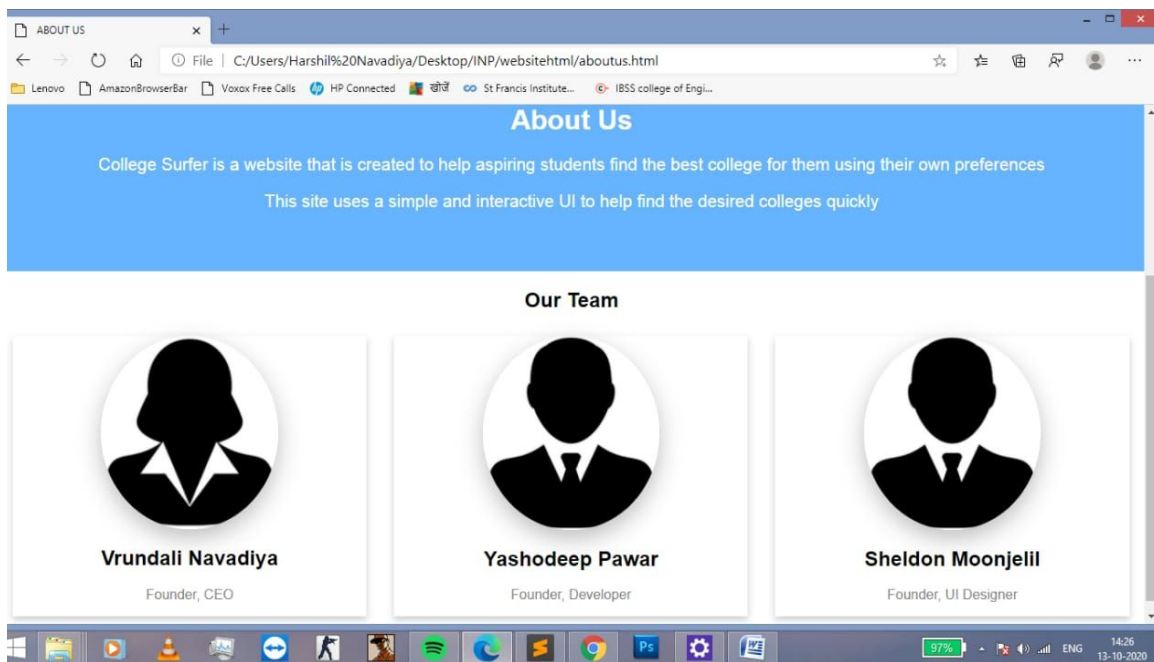 ABOUT US
File | C:/Users/Harshil%20Navadiya/Desktop/INP/websitehtml/aboutus.html
Lenovo AmazonBrowserBar Voxox Free Calls HP Connected खोजें St Francis Institute... IBSS college of Engi...
About Us
College Surfer is a website that is created to help aspiring students find the best college for them using their own preferences
This site uses a simple and interactive UI to help find the desired colleges quickly
Our Team
Vrundali Navadiya Yashodeep Pawar Sheldon Moonjelil
Founder, CEO Founder, Developer Founder, UI Designer
Ps 97% ENG 14:26
13-10-2020